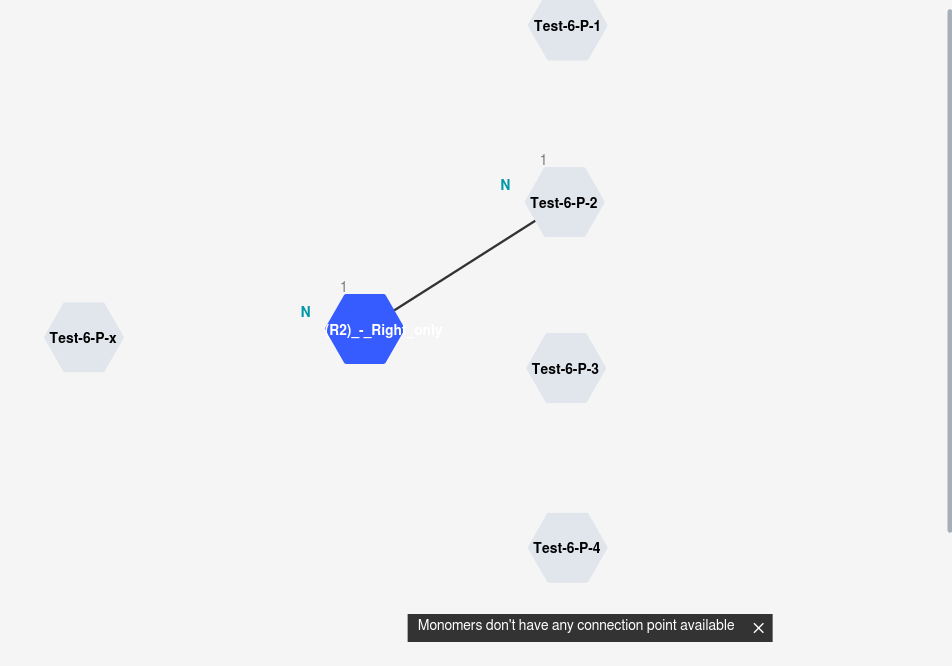 Test-6-P-1
1
N
Test-6-P-2
1
N
(R2)_-_Right_only
Test-6-P-x
Test-6-P-3
Test-6-P-4
Monomers don't have any connection point available